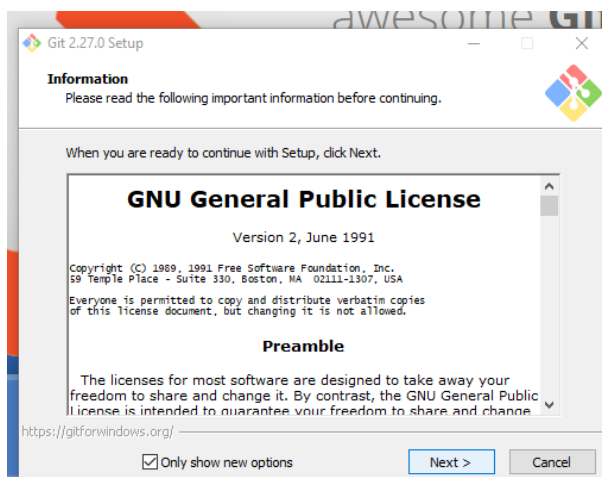 awesome Git
Git 2.27.0 Setup
Information
Please read the following important information before continuing.
When you are ready to continue with Setup, click Next.
GNU General Public License
Version 2, June 1991
Copyright (C) 1989, 1991 Free Software Foundation, Inc.
59 Temple Place - Suite 330, Boston, MA 02111-1307, USA
Everyone is permitted to copy and distribute verbatim copies
of this license document, but changing it is not allowed.
Preamble
The licenses for most software are designed to take away your
freedom to share and change it. By contrast, the GNU General Public
License is intended to guarantee your freedom to share and change
https://gitforwindows.org/
Only show new options
Next >
Cancel